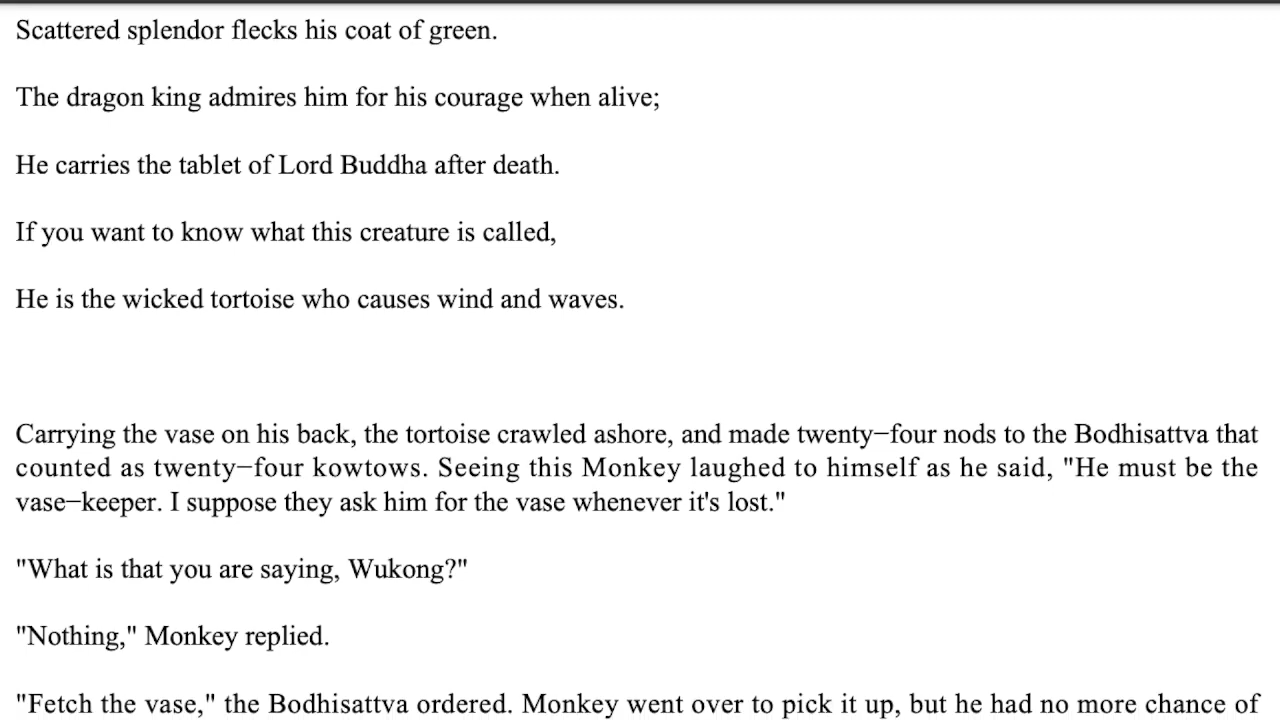 Scattered splendor flecks his coat of green.
The dragon king admires him for his courage when alive;
He carries the tablet of Lord Buddha after death.
If you want to know what this creature is called,
He is the wicked tortoise who causes wind and waves.
Carrying the vase on his back, the tortoise crawled ashore, and made twenty−four nods to the Bodhisattva that
counted as twenty−four kowtows. Seeing this Monkey laughed to himself as he said, "He must be the
vase−keeper. I suppose they ask him for the vase whenever it's lost."
"What is that you are saying, Wukong?"
"Nothing," Monkey replied.
"Fetch the vase," the Bodhisattva ordered. Monkey went over to pick it up, but he had no more chance of